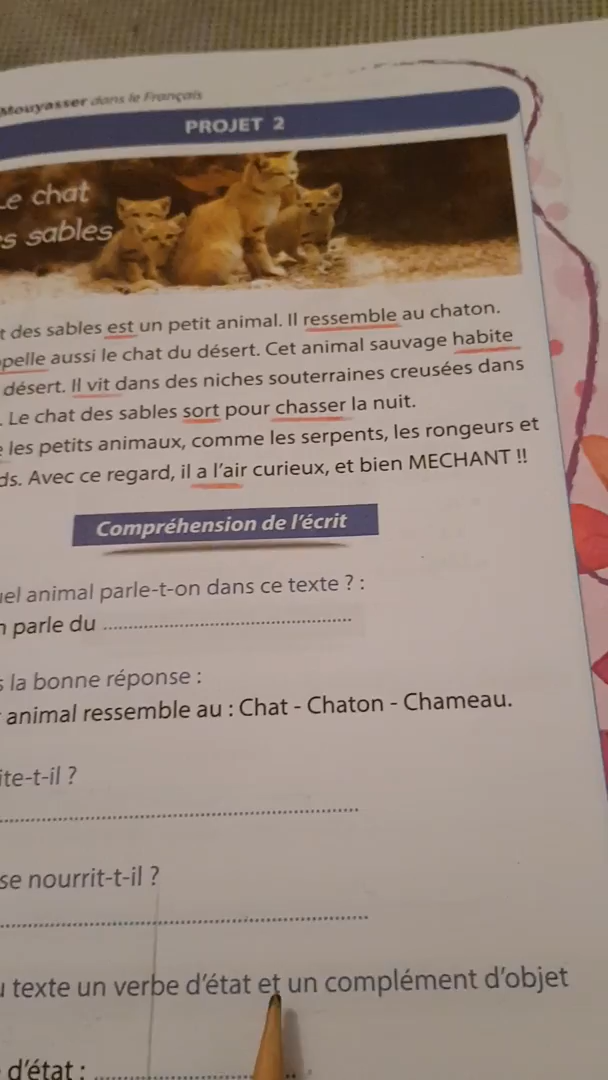 Mouyasser dans le Français
PROJET 2
Le chat
s sables
t des sables est un petit animal. Il ressemble au chaton.
pelle aussi le chat du désert. Cet animal sauvage habite
désert. Il vit dans des niches souterraines creusées dans
. Le chat des sables sort pour chasser la nuit.
e les petits animaux, comme les serpents, les rongeurs et
ds. Avec ce regard, il a l'air curieux, et bien MECHANT !!
Compréhension de l'écrit
uel animal parle-t-on dans ce texte ? :
n parle du ......................................................
s la bonne réponse :
animal ressemble au : Chat - Chaton - Chameau.
ite-t-il ?
se nourrit-t-il ?
u texte un verbe d'état et un complément d'objet
d'état : ..............................